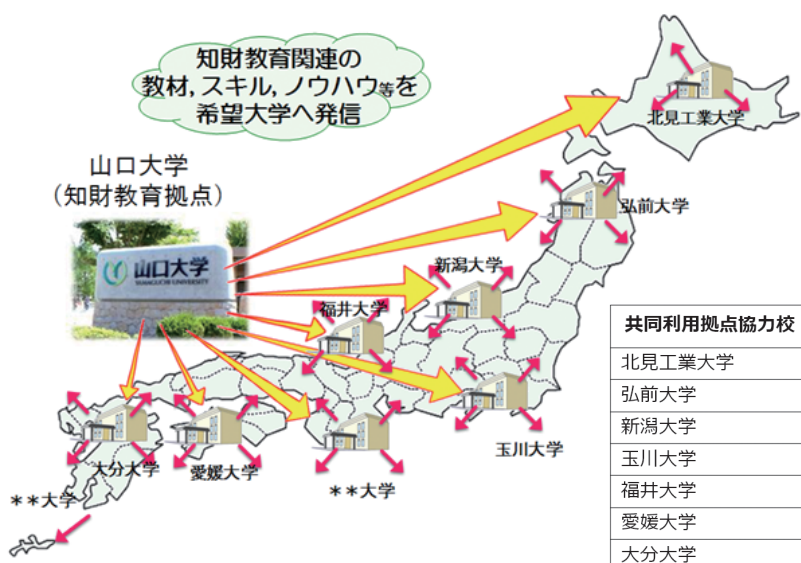 知財教育関連の
教材,スキル,ノウハウ等を
希望大学へ発信
山口大学
(知財教育拠点)
山口大学
YAMAGUCHI UNIVERSITY
北見工業大学
弘前大学
新潟大学
福井大学
玉川大学
大分大学
愛媛大学
**大学
**大学
共同利用拠点協力校
北見工業大学
弘前大学
新潟大学
玉川大学
福井大学
愛媛大学
大分大学